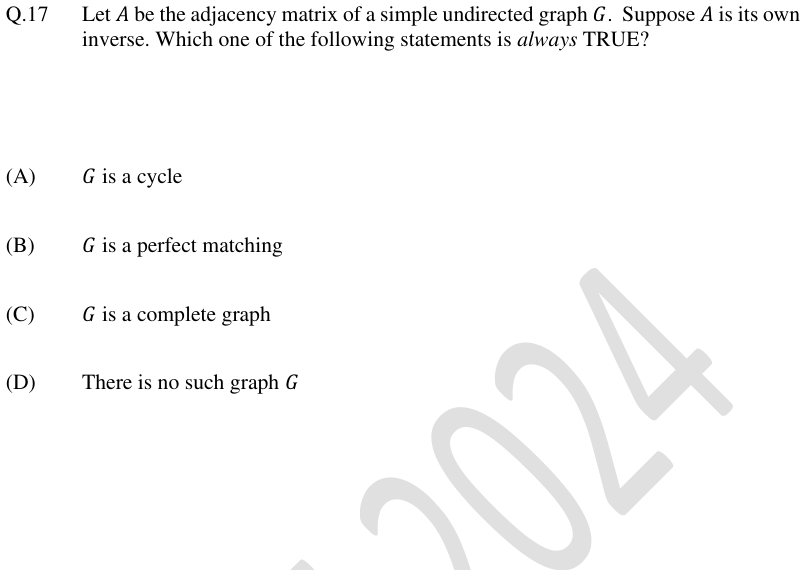 Q.17 Let A be the adjacency matrix of a simple undirected graph G. Suppose A is its own
inverse. Which one of the following statements is always TRUE?
(A) G is a cycle
(B) G is a perfect matching
(C) G is a complete graph
(D) There is no such graph G
2024